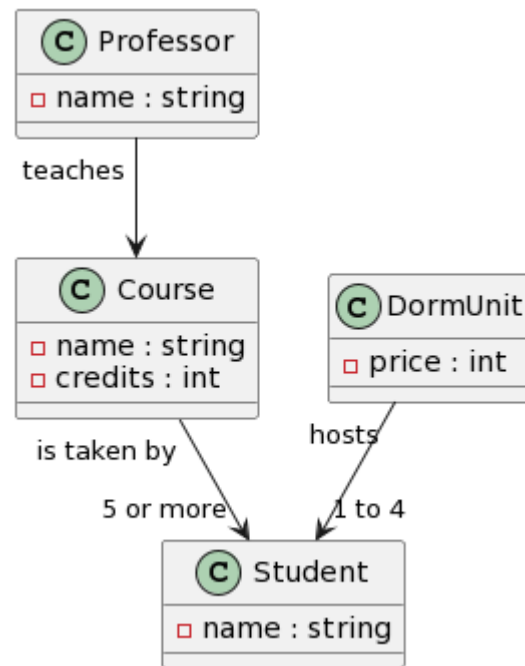 C Professor
name : string
teaches
C Course
name : string
credits : int
C DormUnit
price : int
is taken by
hosts
5 or more
1 to 4
C Student
name : string